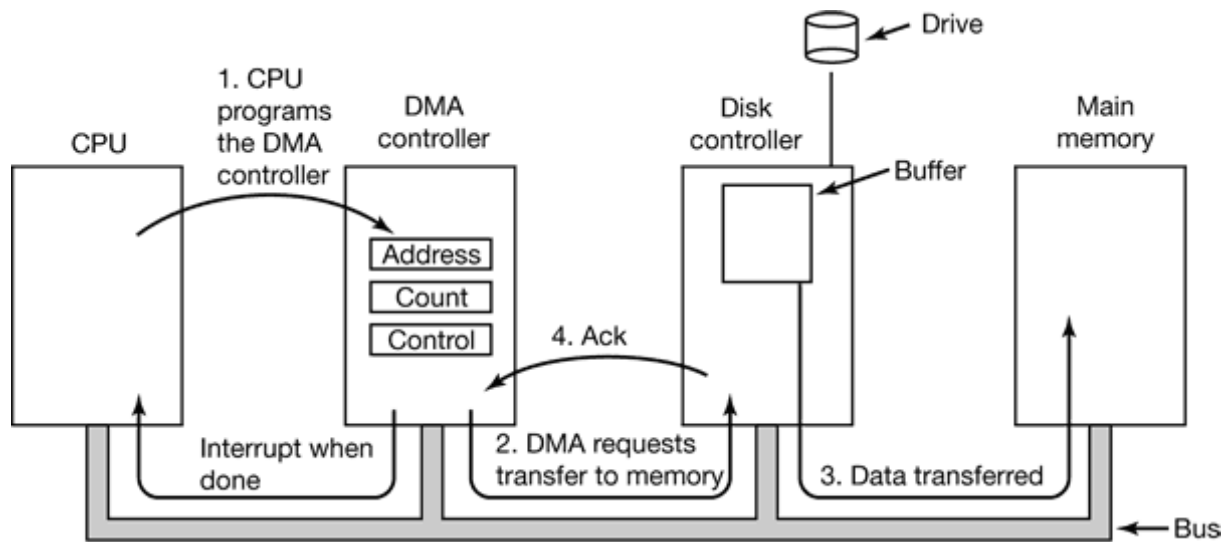 Drive
1. CPU
programs
the DMA
controller
CPU
DMA
controller
Disk
controller
Main
memory
Buffer
Address
Count
Control
4. Ack
Interrupt when
done
2. DMA requests
transfer to memory
3. Data transferred
Bus